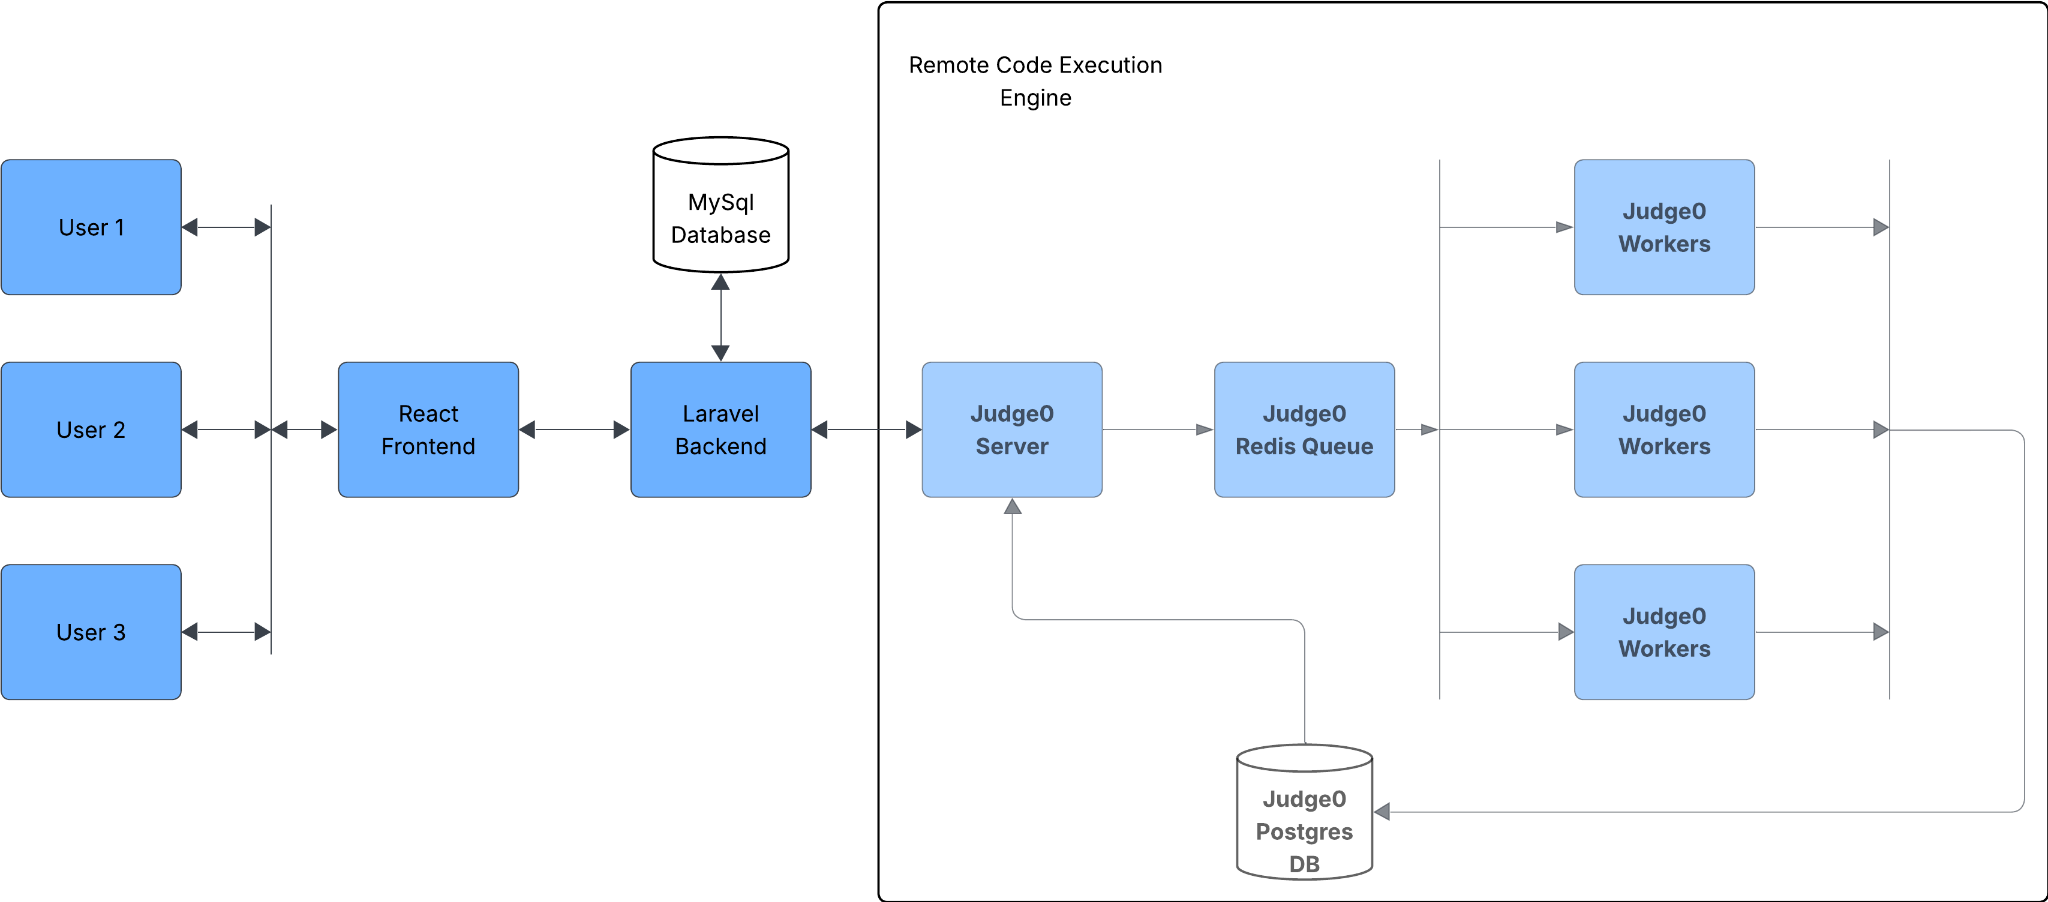 Remote Code Execution
Engine
MySql
Database
User 1
User 2
User 3
React
Frontend
Laravel
Backend
Judge0
Server
Judge0
Redis Queue
Judge0
Workers
Judge0
Workers
Judge0
Workers
Judge0
Postgres
DB